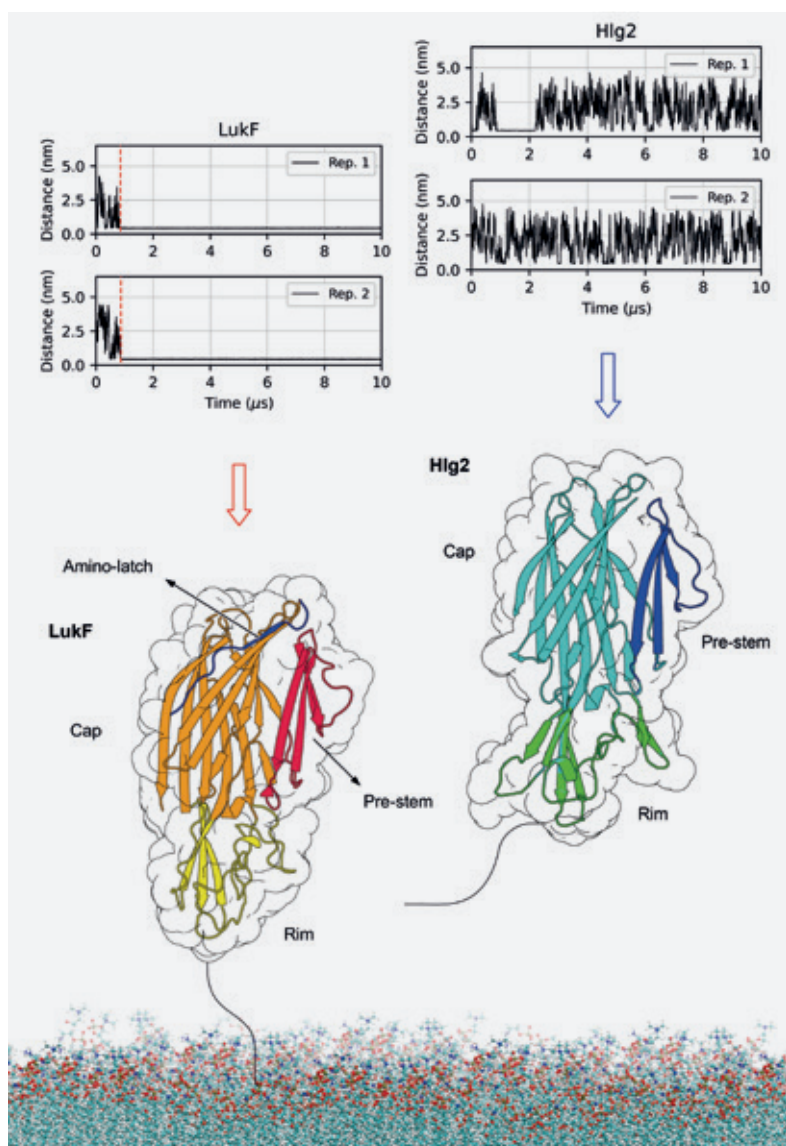 LukF
Distance (nm)
5.0
2.5
0.0
Rep. 1
0 2 4 6 8 10
Distance (nm)
5.0
2.5
0.0
Rep. 2
0 2 4 6 8 10
Time (μs)
Hlg2
Distance (nm)
5.0
2.5
0.0
Rep. 1
0 2 4 6 8 10
Distance (nm)
5.0
2.5
0.0
Rep. 2
0 2 4 6 8 10
Time (μs)
Amino-latch
LukF
Cap
Pre-stem
Rim
Hlg2
Cap
Pre-stem
Rim